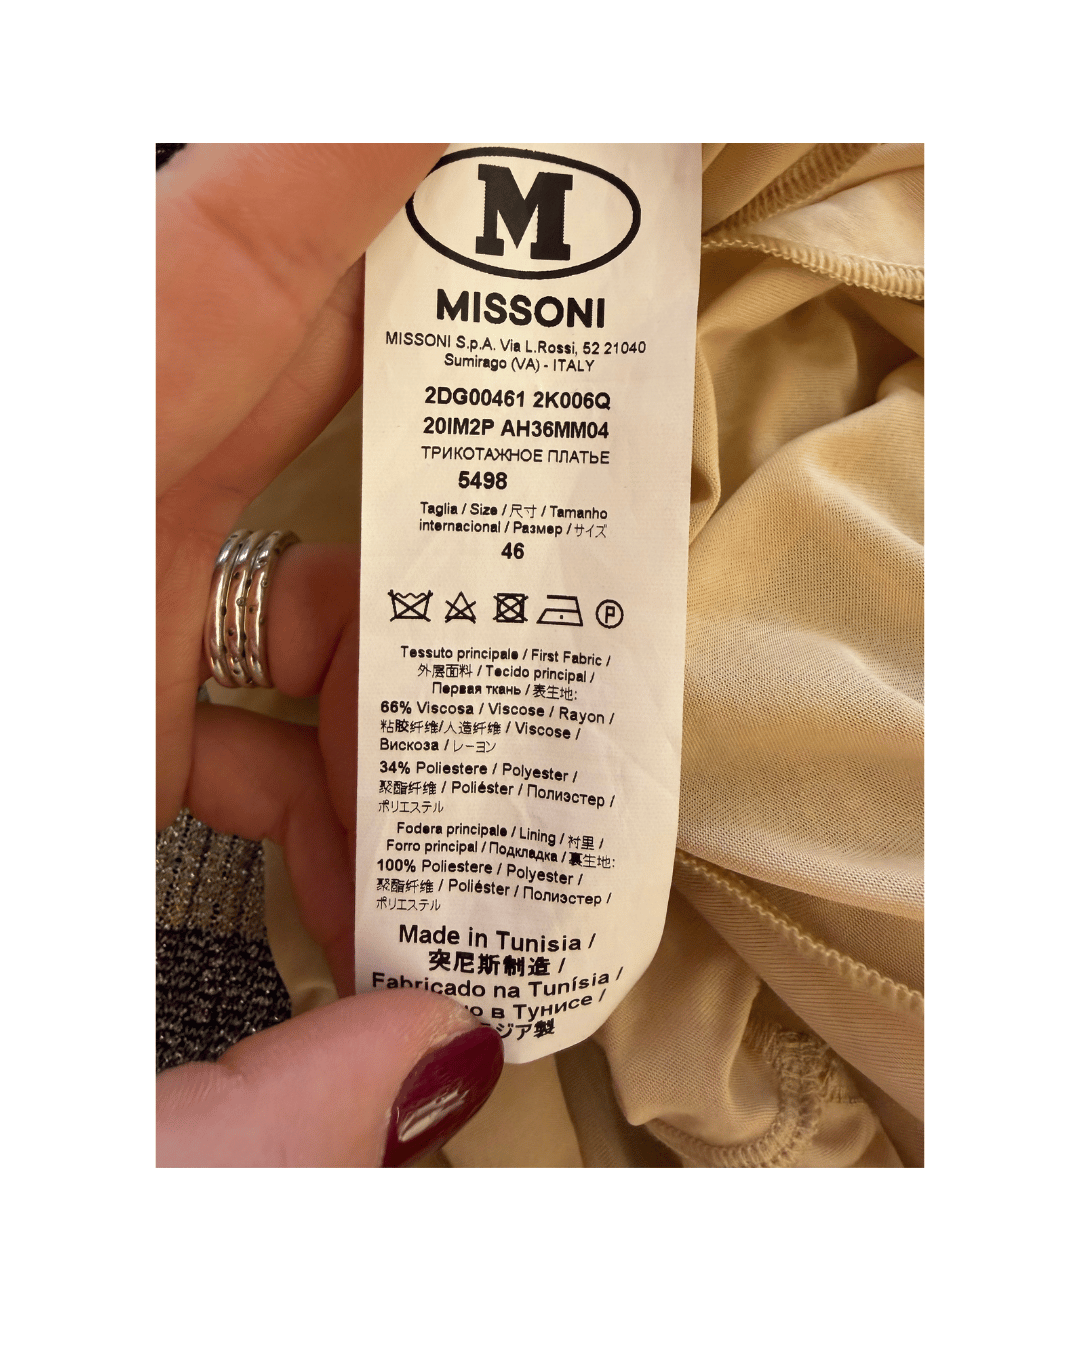 M
MISSONI
MISSONI S.p.A. Via L.Rossi, 52 21040
Sumirago (VA) - ITALY
2DG00461 2K006Q
20IM2P AH36MM04
ТРИКОТАЖНОЕ ПЛАТЬЕ
5498
Taglia / Size / 尺寸 / Tamanho
internacional / Размер / サイズ
46
P
Tessuto principale / First Fabric /
外层面料 / Tecido principal /
Первая ткань / 表生地:
66% Viscosa / Viscose / Rayon /
粘胶纤维/人造纤维 / Viscose /
Вискоза / レーヨン
34% Poliestere / Polyester /
聚酯纤维 / Poliéster / Полиэстер /
ポリエステル
Fodera principale / Lining / 衬里 /
Forro principal / Подкладка / 裏生地:
100% Poliestere / Polyester /
聚酯纤维 / Poliéster / Полиэстер /
ポリエステル
Made in Tunisia /
突尼斯制造 /
Fabricado na Tunísia /
в Тунисе /
ジア製